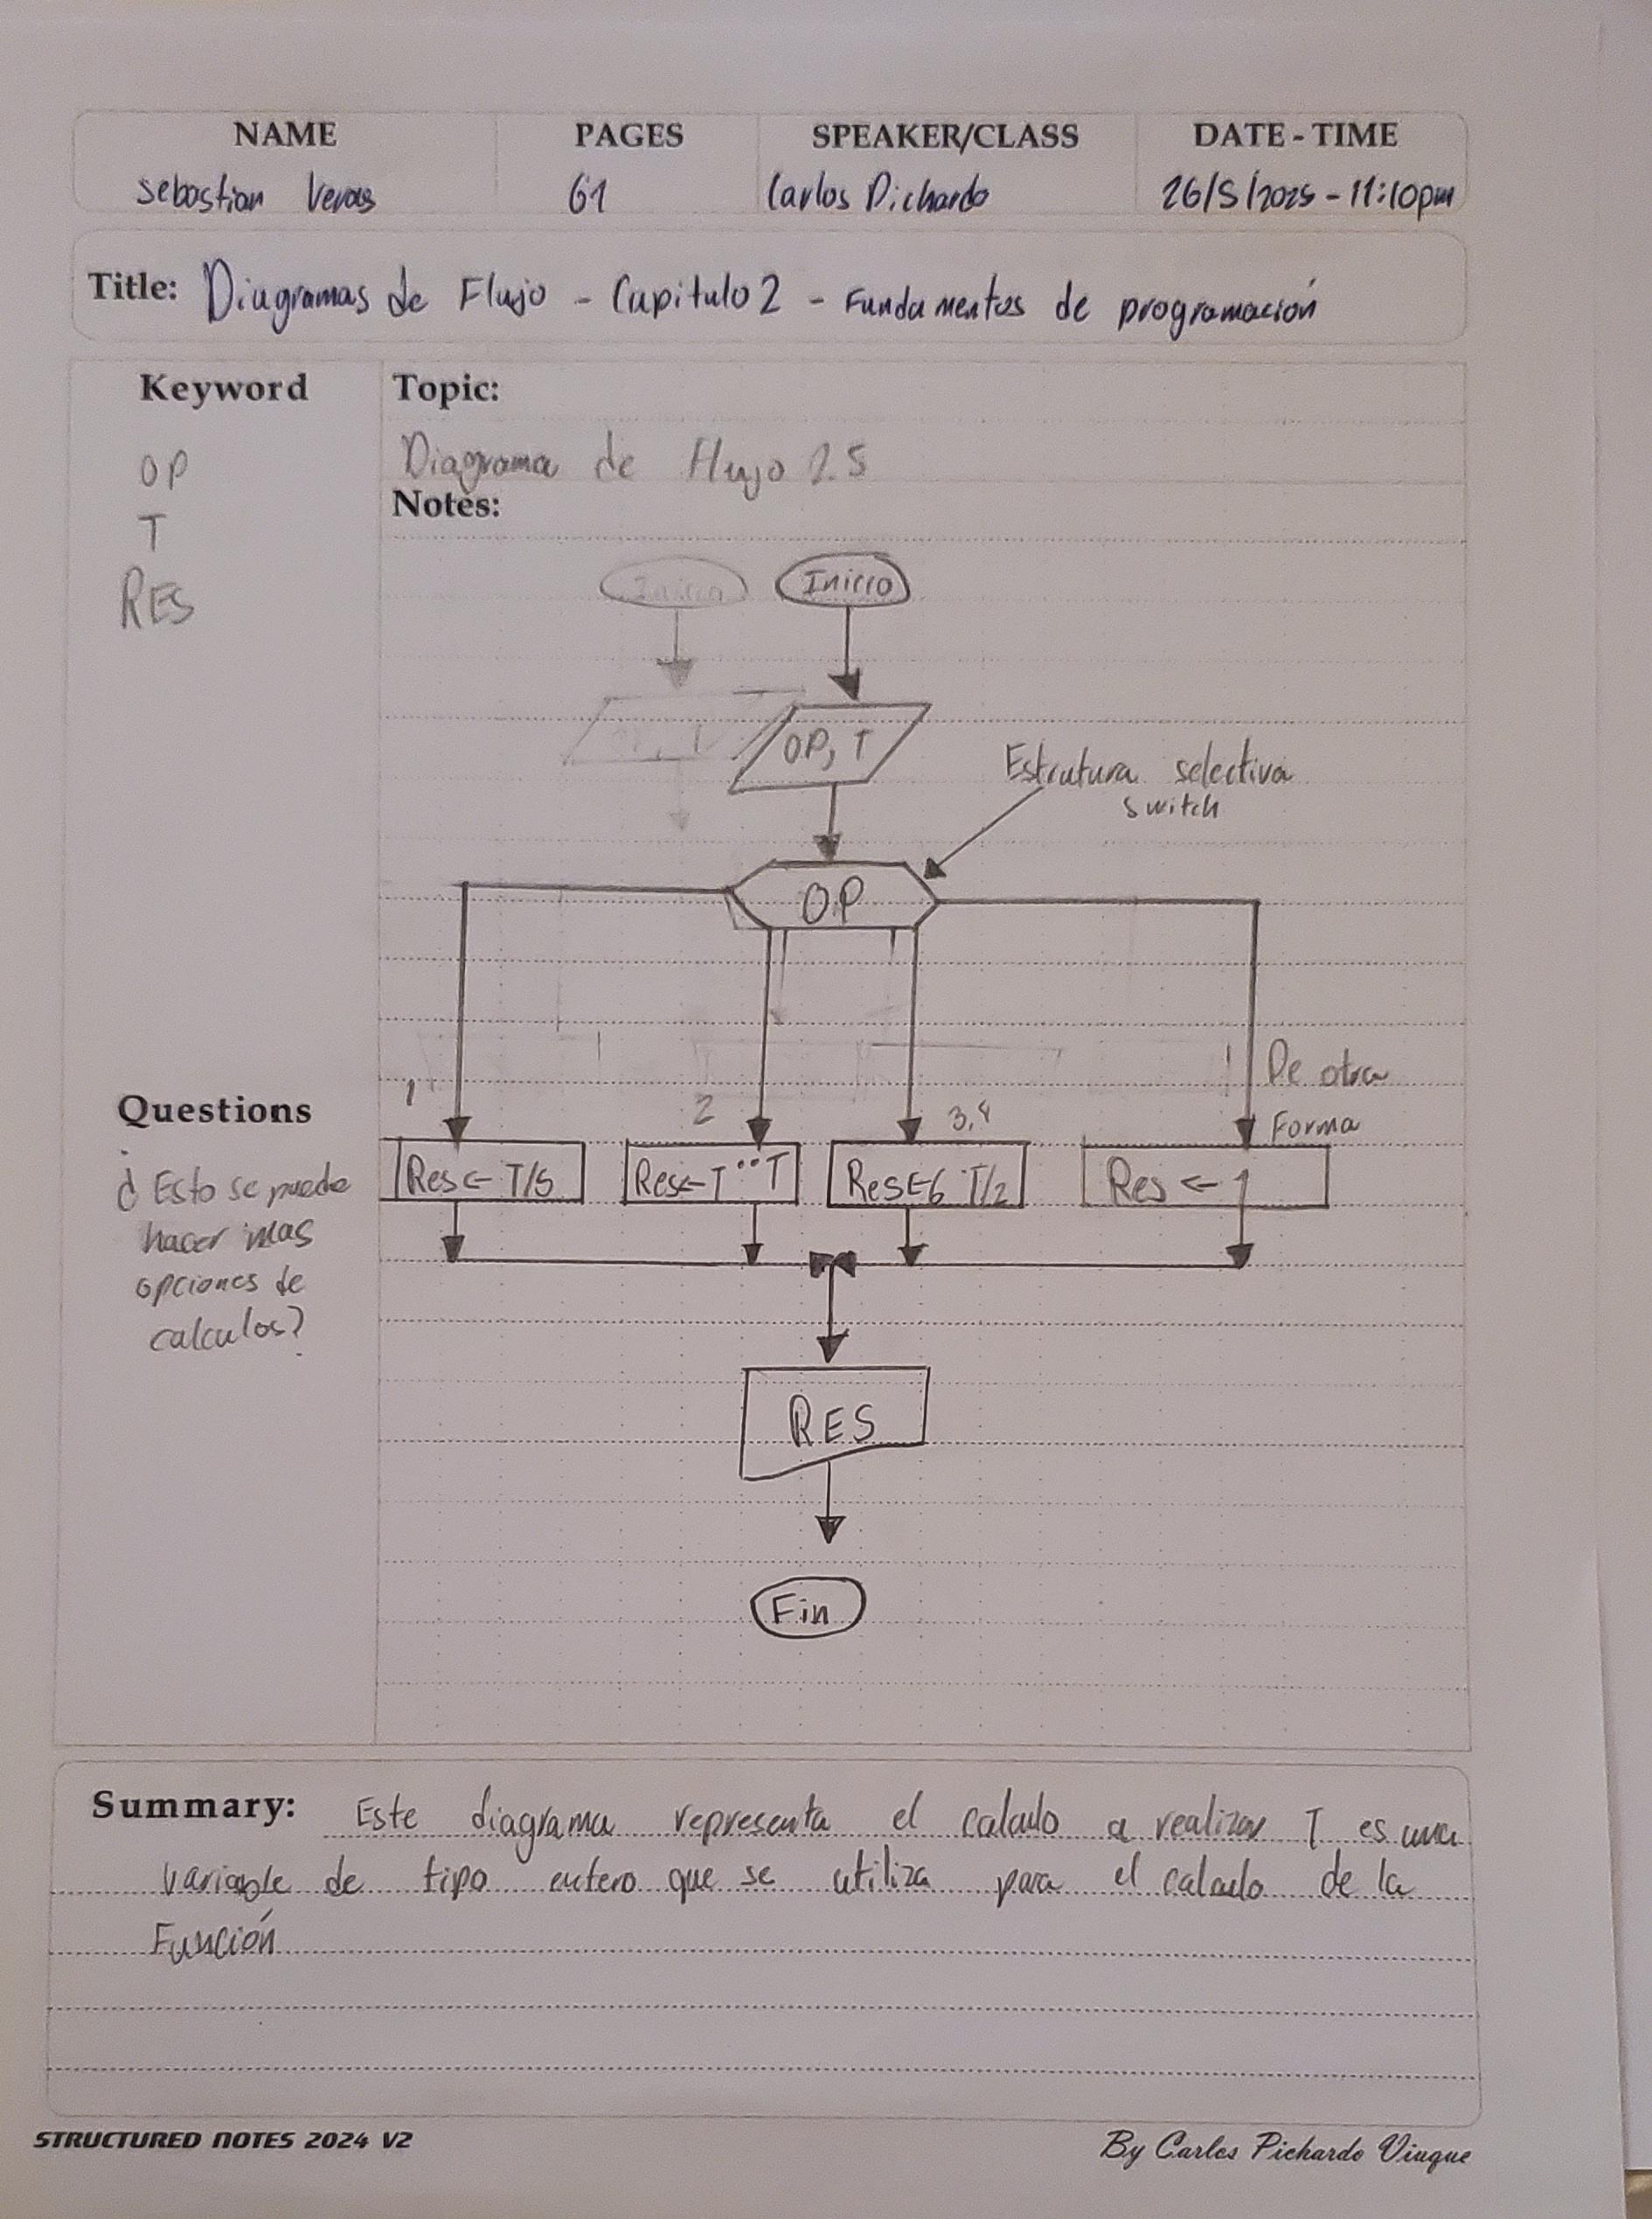 NAME PAGES SPEAKER/CLASS DATE - TIME
Sebastian Veras 61 Carlos Pichardo 26/5/2025 - 11:10pm
Title: Diagramas de Flujo - Capitulo 2 - Fundamentos de programación
Keyword
OP
T
RES
Topic:
Diagrama de Flujo 2.5
Notes:
Inicio Inicio
OP, T OP, T
Estrutura selectiva
switch
OP
1 2 3,4 De otra
Forma
Res ← T/5 Res ← T ** T Res ← 6 * T/2 Res ← 1
RES
Fin
Questions
¿ Esto se puede
hacer mas
opciones de
calculos?
Summary: Este diagrama representa el calculo a realizar T es una
variable de tipo entero que se utiliza para el calculo de la
Función
STRUCTURED NOTES 2024 V2 By Carlos Pichardo Viuque